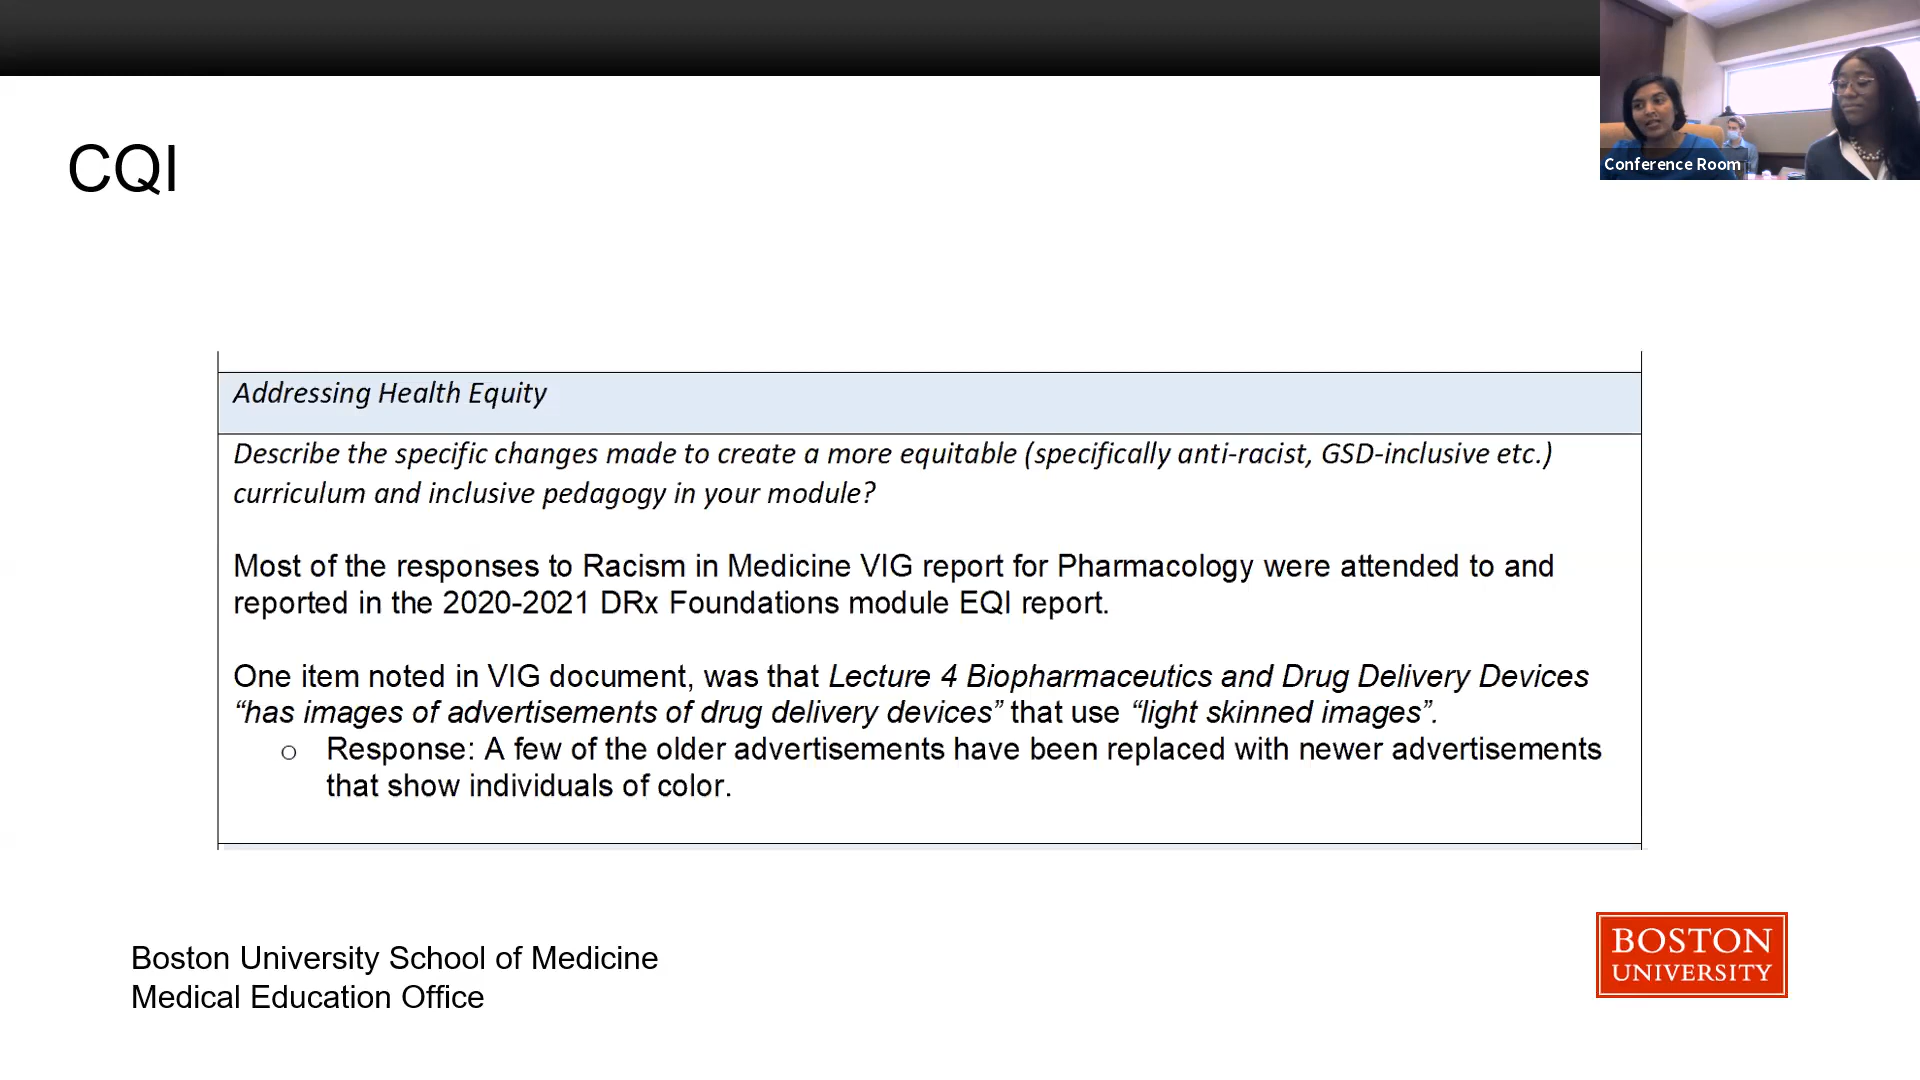 Conference Room
CQI
Addressing Health Equity
Describe the specific changes made to create a more equitable (specifically anti-racist, GSD-inclusive etc.)
curriculum and inclusive pedagogy in your module?
Most of the responses to Racism in Medicine VIG report for Pharmacology were attended to and
reported in the 2020-2021 DRx Foundations module EQI report.
One item noted in VIG document, was that Lecture 4 Biopharmaceutics and Drug Delivery Devices
“has images of advertisements of drug delivery devices” that use “light skinned images”.
o Response: A few of the older advertisements have been replaced with newer advertisements
that show individuals of color.
Boston University School of Medicine
Medical Education Office
BOSTON
UNIVERSITY